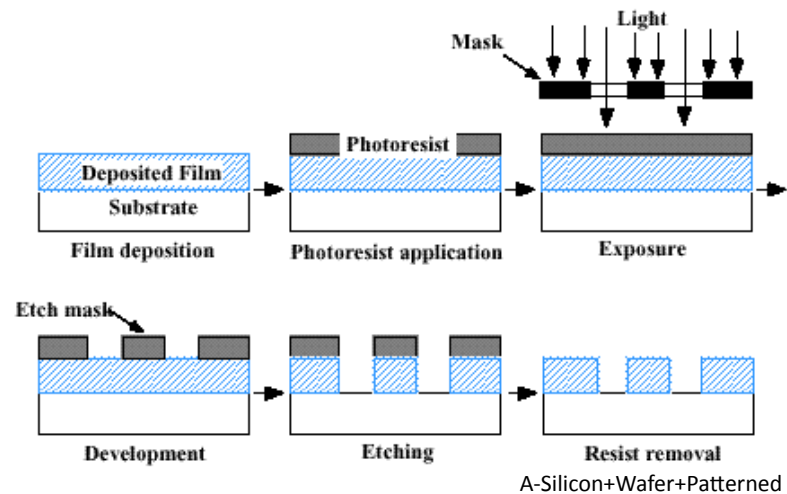 Light
Mask
Photoresist
Deposited Film
Substrate
Film deposition
Photoresist application
Exposure
Etch mask
Development
Etching
Resist removal
A-Silicon+Wafer+Patterned